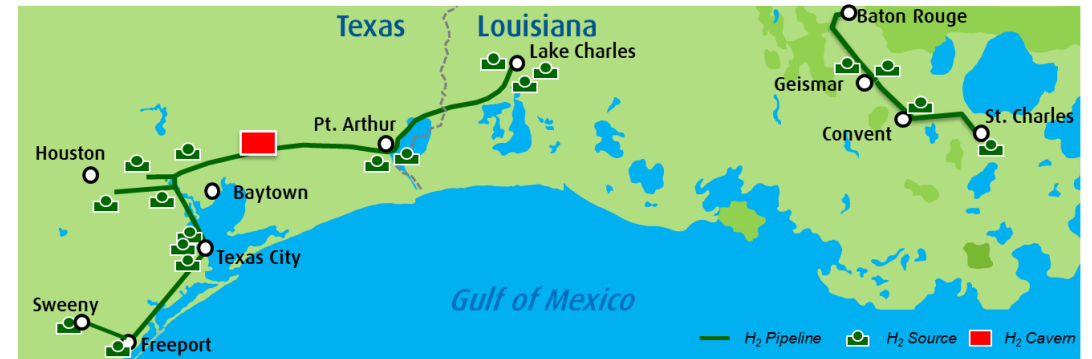 Texas
Louisiana
Baton Rouge
Lake Charles
Geismar
Pt. Arthur
Convent
St. Charles
Houston
Baytown
Texas City
Sweeny
Gulf of Mexico
Freeport
H₂ Pipeline
H₂ Source
H₂ Cavern